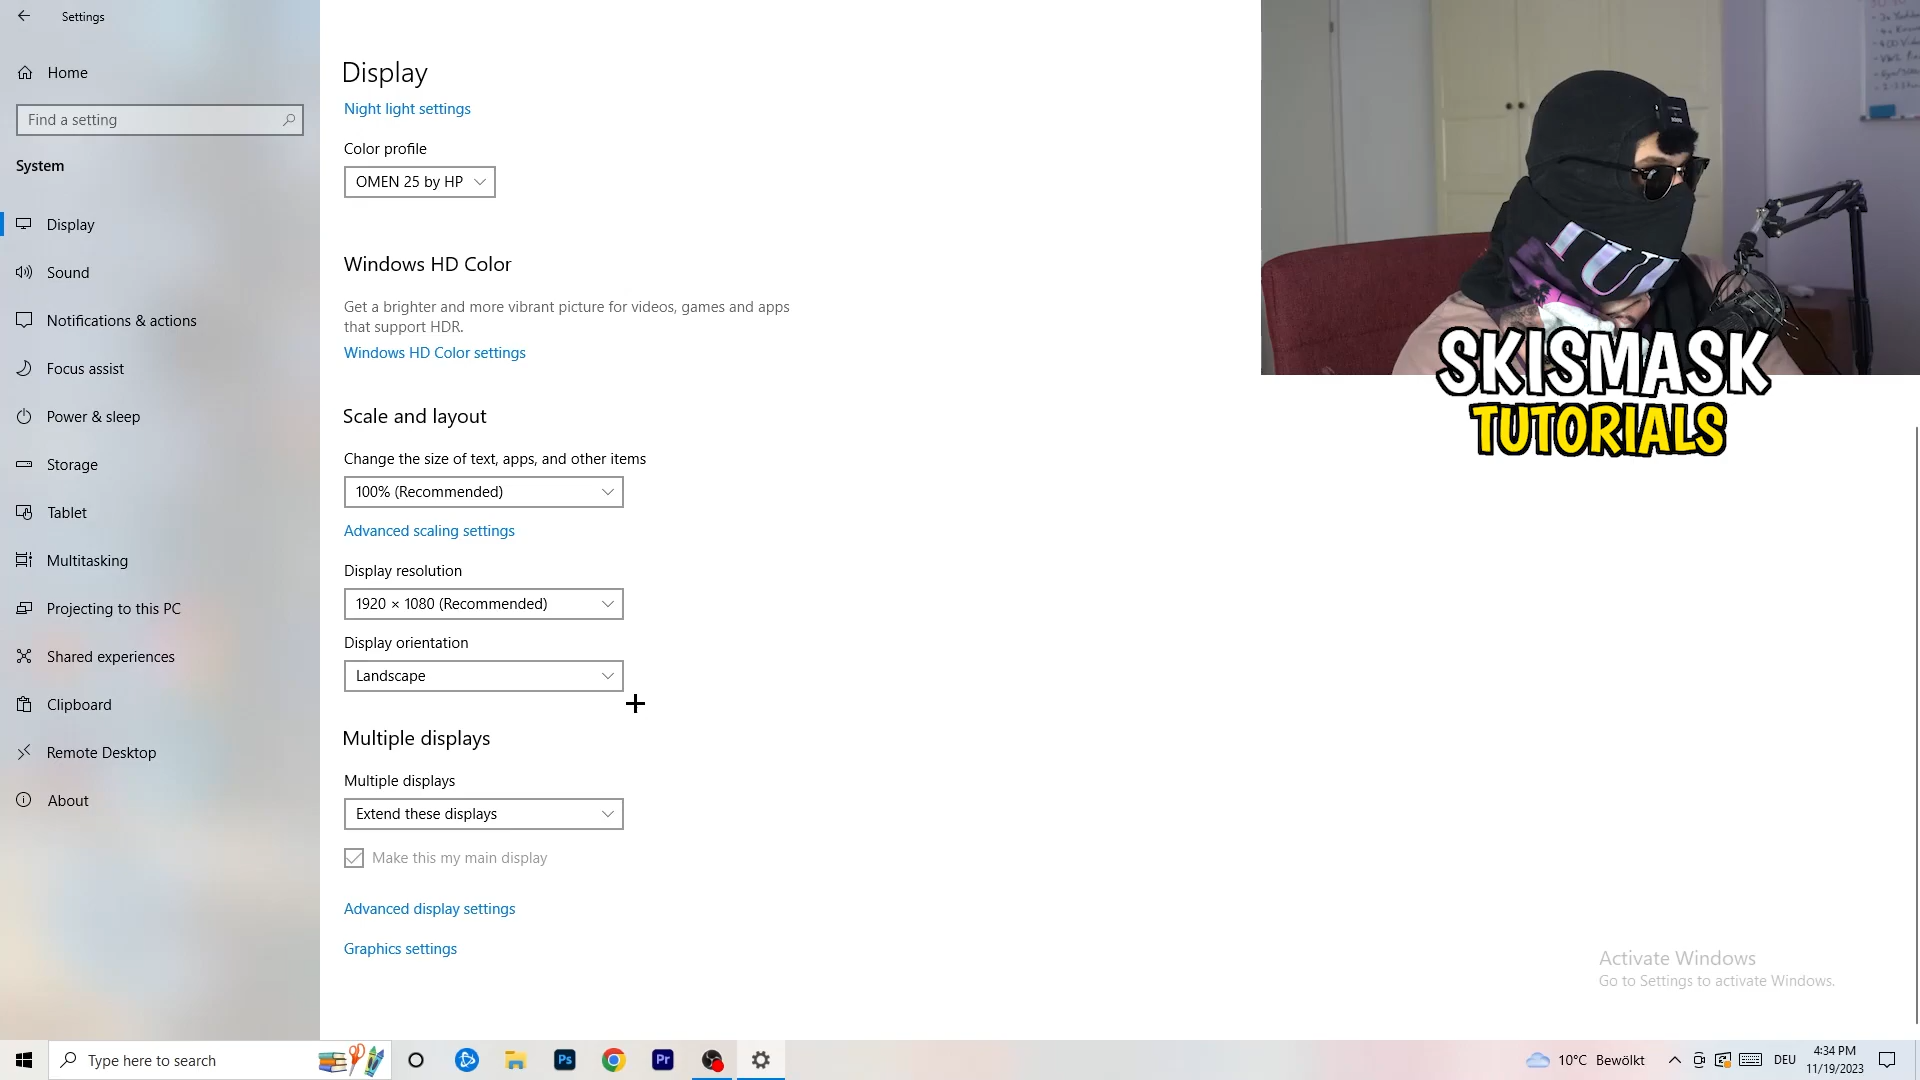 Settings
Home
Find a setting
System
Display
Sound
Notifications & actions
Focus assist
Power & sleep
Storage
Tablet
Multitasking
Projecting to this PC
Shared experiences
Clipboard
Remote Desktop
About
Display
Night light settings
Color profile
OMEN 25 by HP
Windows HD Color
Get a brighter and more vibrant picture for videos, games and apps
that support HDR.
Windows HD Color settings
Scale and layout
Change the size of text, apps, and other items
100% (Recommended)
Advanced scaling settings
Display resolution
1920 × 1080 (Recommended)
Display orientation
Landscape
Multiple displays
Multiple displays
Extend these displays
Make this my main display
Advanced display settings
Graphics settings
SKISMASK
TUTORIALS
Activate Windows
Go to Settings to activate Windows.
Type here to search
Ps
Pr
10°C Bewölkt
DEU
4:34 PM
11/19/2023